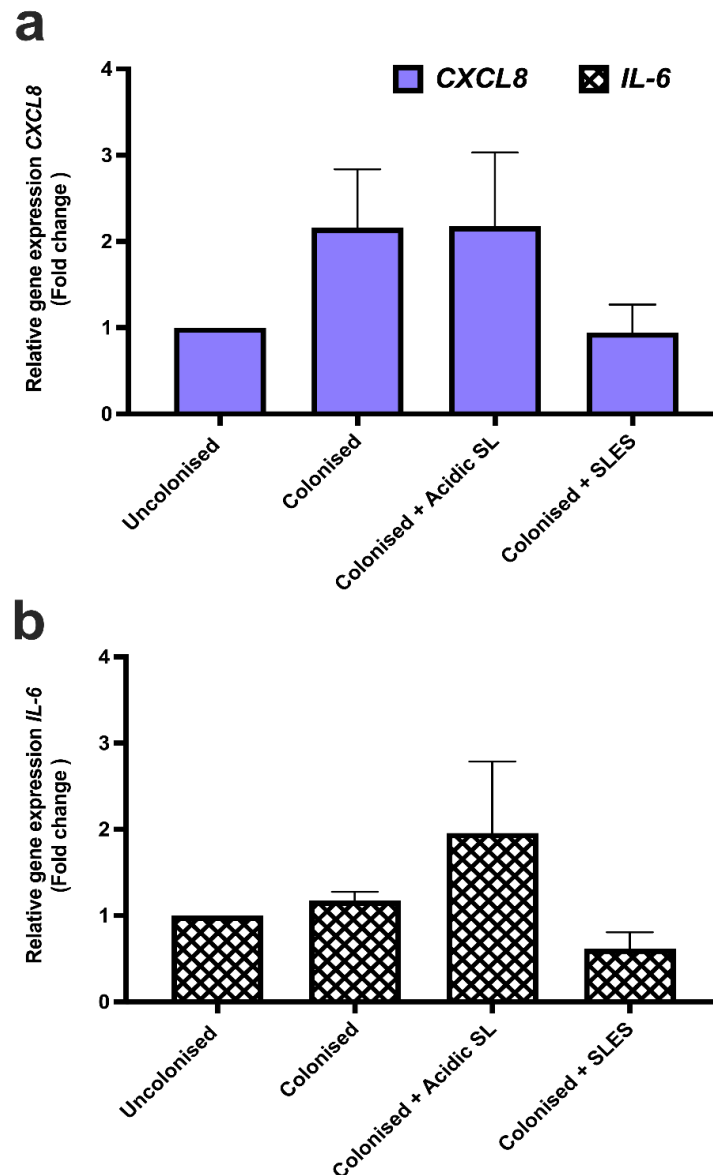 a
CXCL8
IL-6
Relative gene expression CXCL8
(Fold change )
4
3
2
1
0
Uncolonised
Colonised
Colonised + Acidic SL
Colonised + SLES
b
Relative gene expression IL-6
(Fold change )
4
3
2
1
0
Uncolonised
Colonised
Colonised + Acidic SL
Colonised + SLES